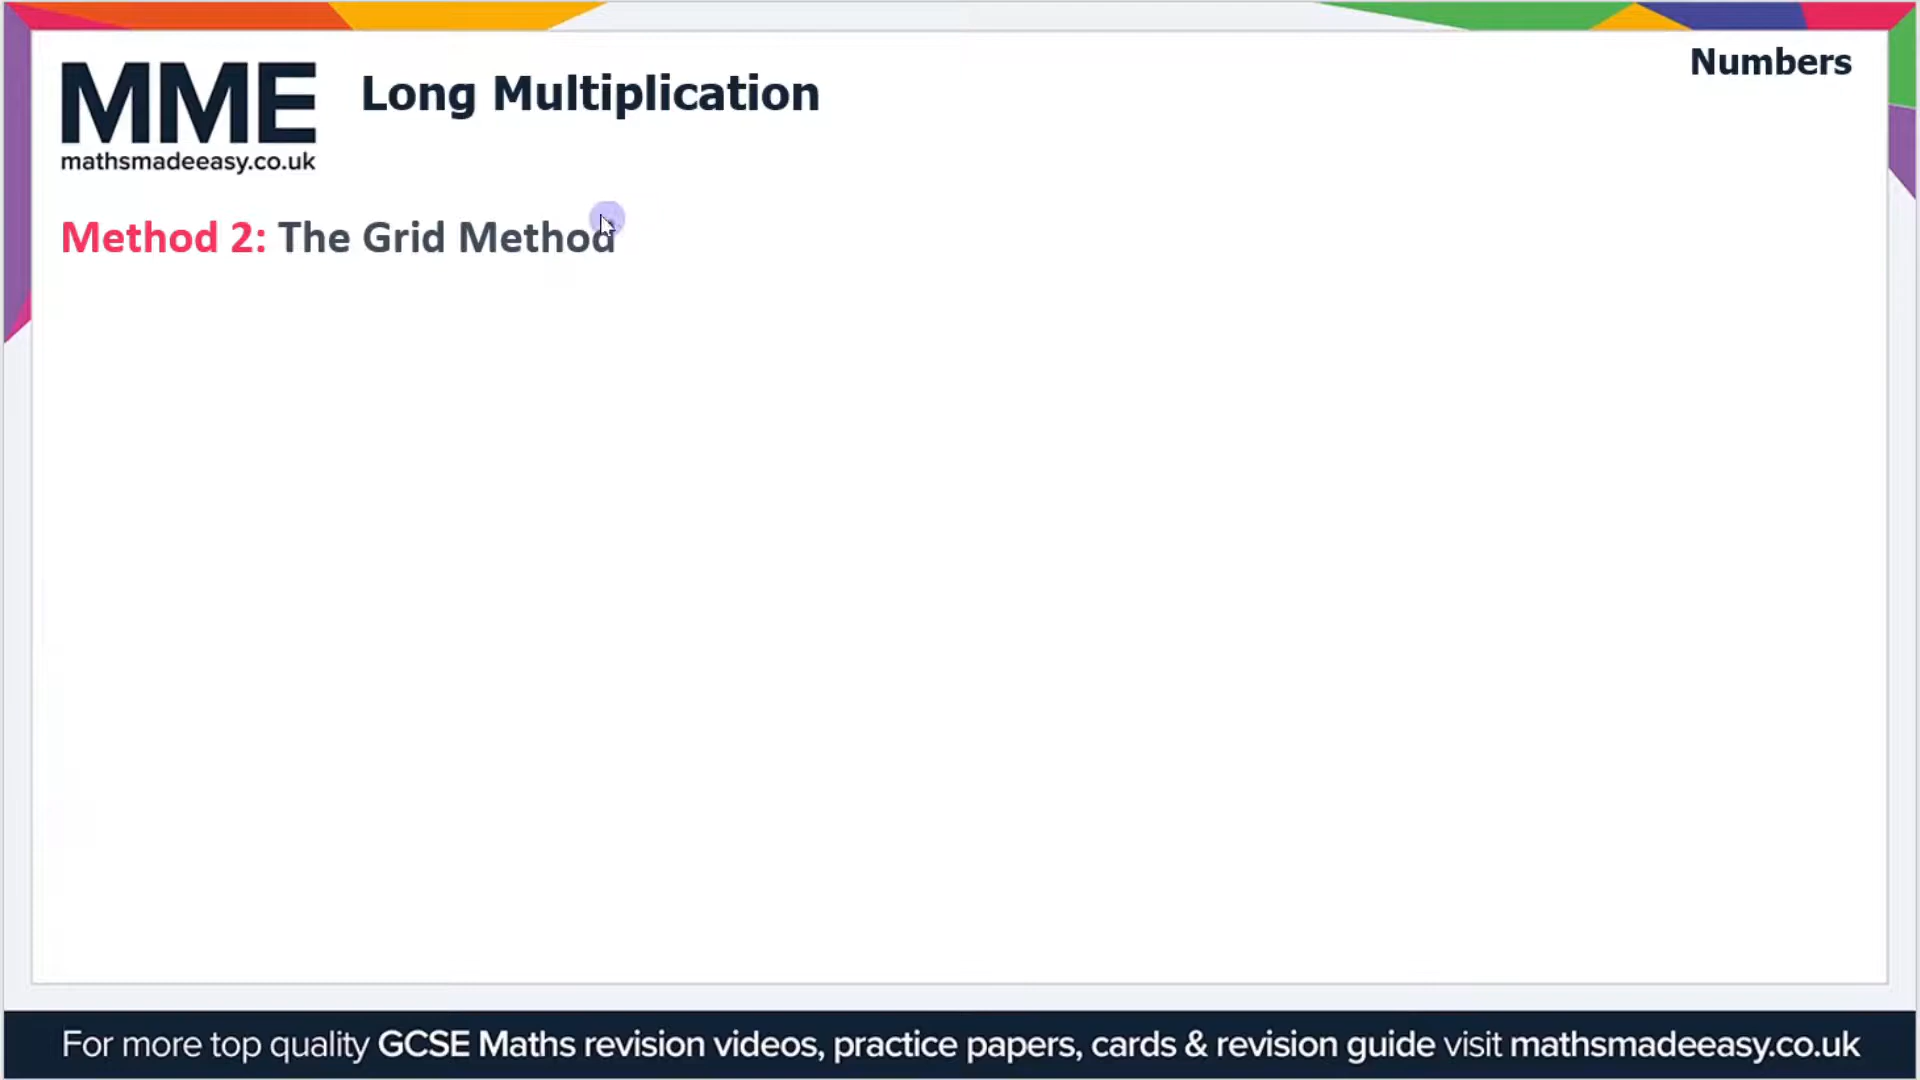 Numbers
MME
Long Multiplication
mathsmadeeasy.co.uk
Method 2: The Grid Method
For more top quality GCSE Maths revision videos, practice papers, cards & revision guide visit mathsmadeeasy.co.uk